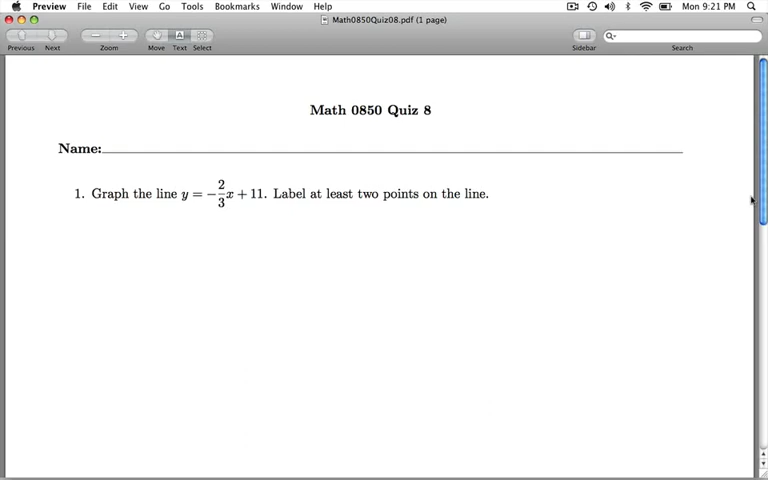 Preview File Edit View Go Tools Bookmarks Window Help Mon 9:21 PM
Math0850Quiz08.pdf (1 page)
Previous Next Zoom Move Text Select Sidebar Search
Math 0850 Quiz 8
Name:
1. Graph the line y = -2/3x + 11. Label at least two points on the line.